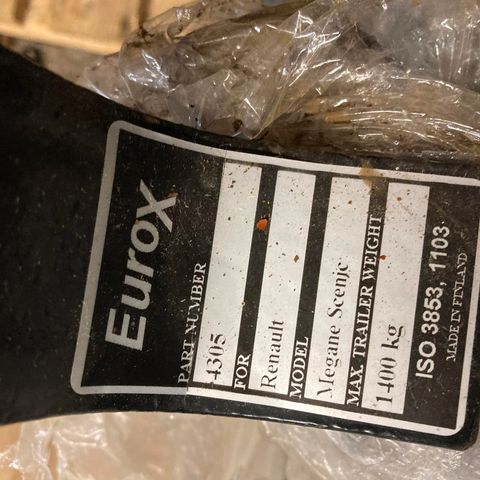 Eurox
PART NUMBER
4305
FOR
Renault
MODEL
Megane Scenic
MAX TRAILER WEIGHT
1400 kg
ISO 3853, 1103
MADE IN FINLAND